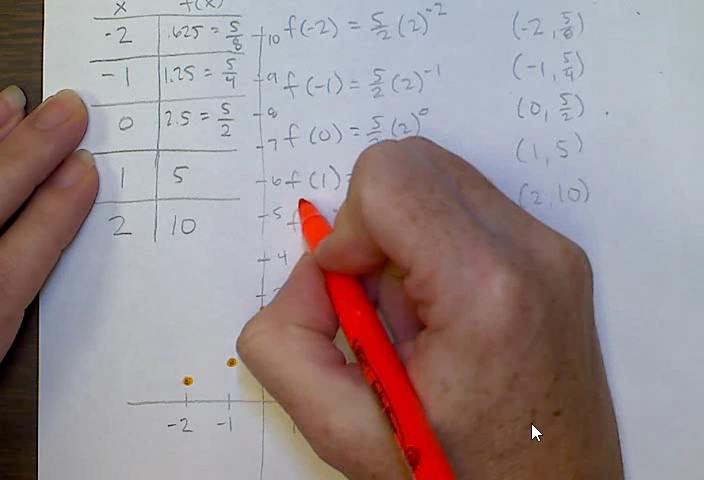 x f(x)
-2 .625 = 5/8
-1 1.25 = 5/4
0 2.5 = 5/2
1 5
2 10
10 f(-2) = 5/2 (2)^-2
9 f(-1) = 5/2 (2)^-1
8
7 f(0) = 5/2 (2)^0
6 f(1) =
5 f
4
(-2, 5/8)
(-1, 5/4)
(0, 5/2)
(1, 5)
(2, 10)
-2 -1